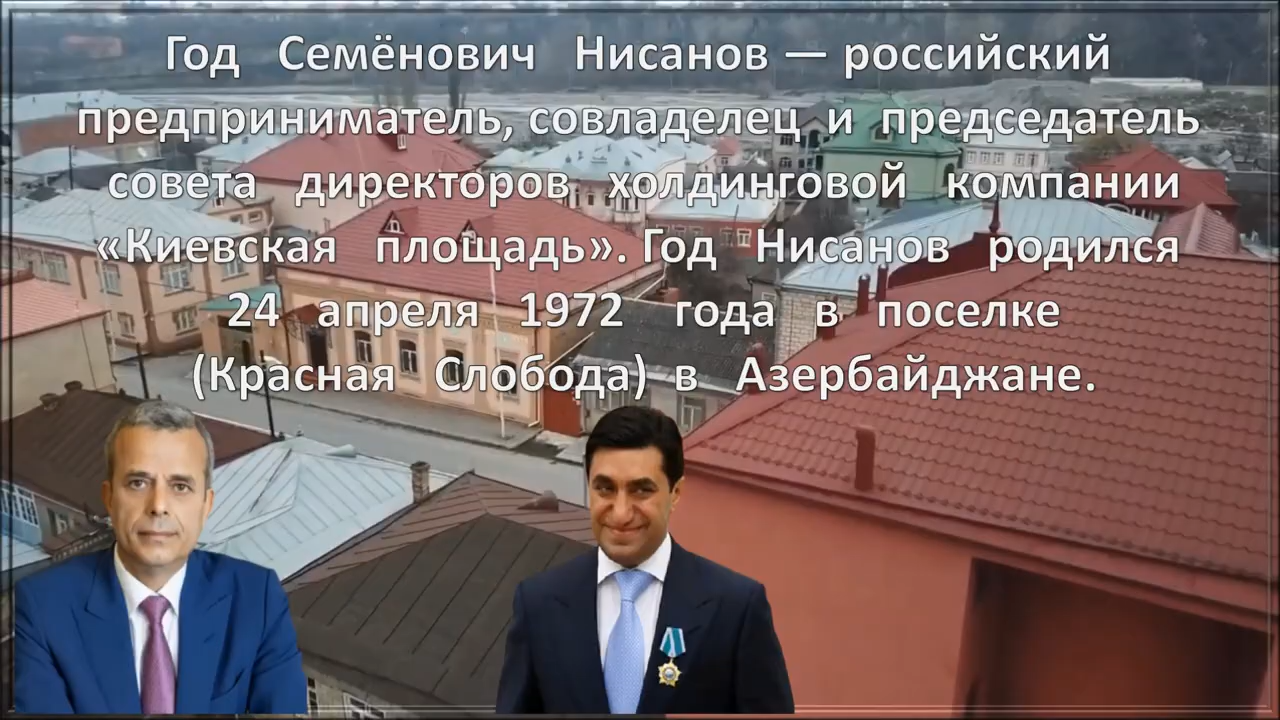 Год Семёнович Нисанов — российский
предприниматель, совладелец и председатель
совета директоров холдинговой компании
«Киевская площадь». Год Нисанов родился
24 апреля 1972 года в поселке
(Красная Слобода) в Азербайджане.